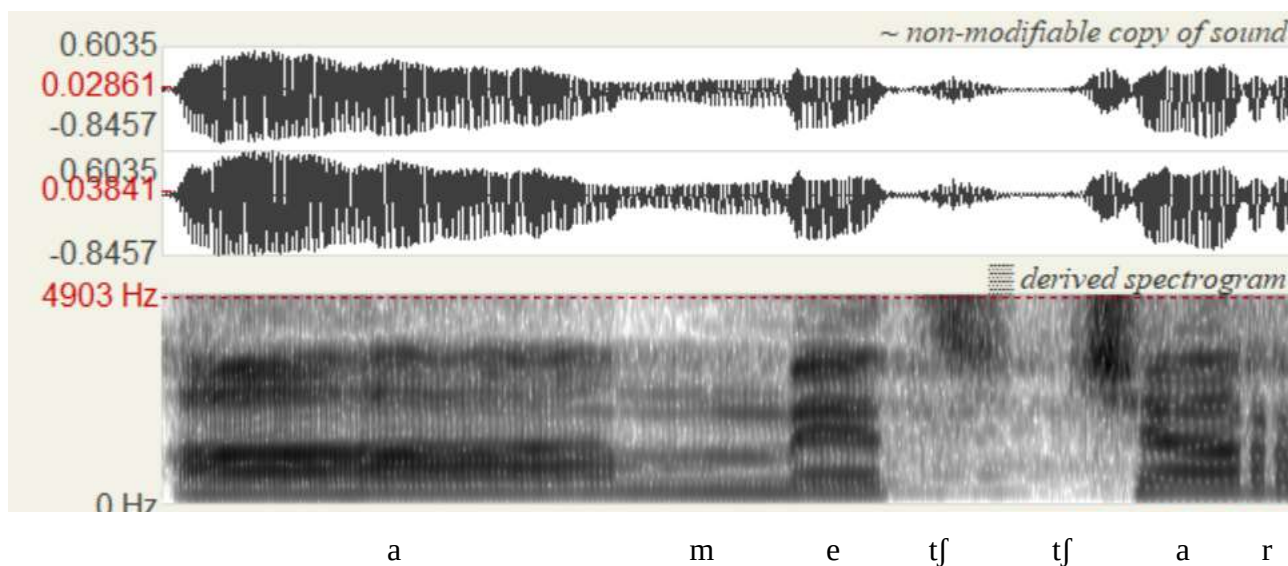 ~ non-modifiable copy of sound
0.6035
0.02861
-0.8457
0.6035
0.03841
-0.8457
derived spectrogram
4903 Hz
0 Hz
a m e tʃ tʃ a r